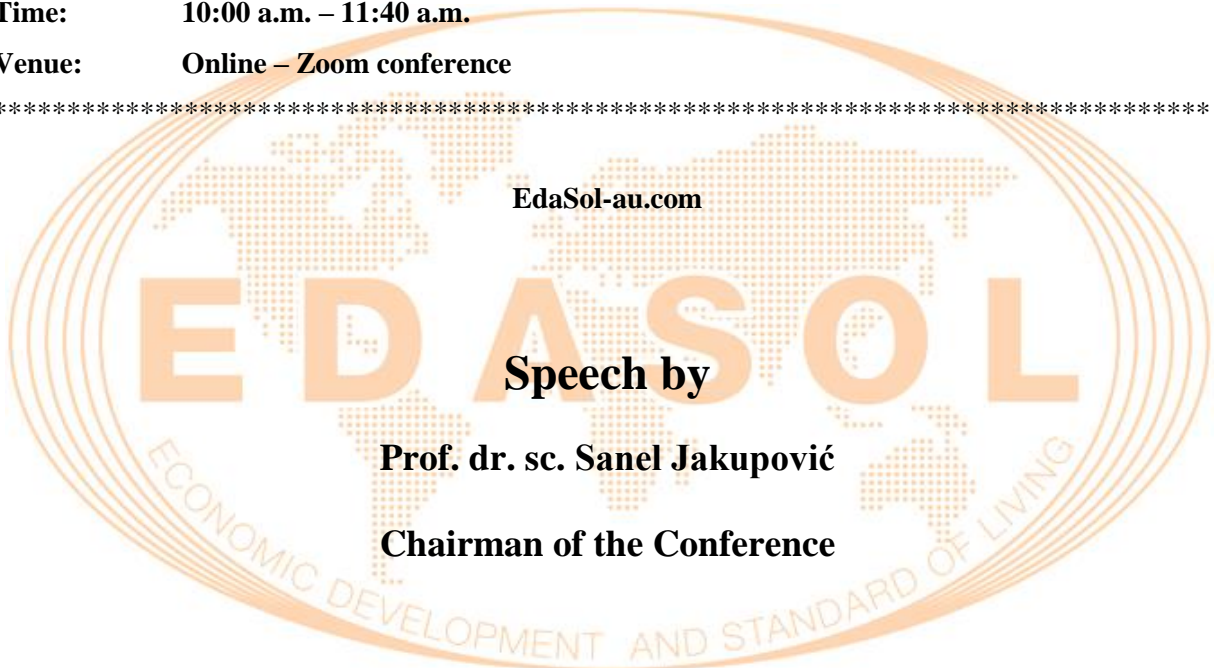 Time: 10:00 a.m. – 11:40 a.m.
Venue: Online – Zoom conference
************************************************************************************
EdaSol-au.com
EDASOL
Speech by
Prof. dr. sc. Sanel Jakupović
Chairman of the Conference
ECONOMIC DEVELOPMENT AND STANDARD OF LIVING